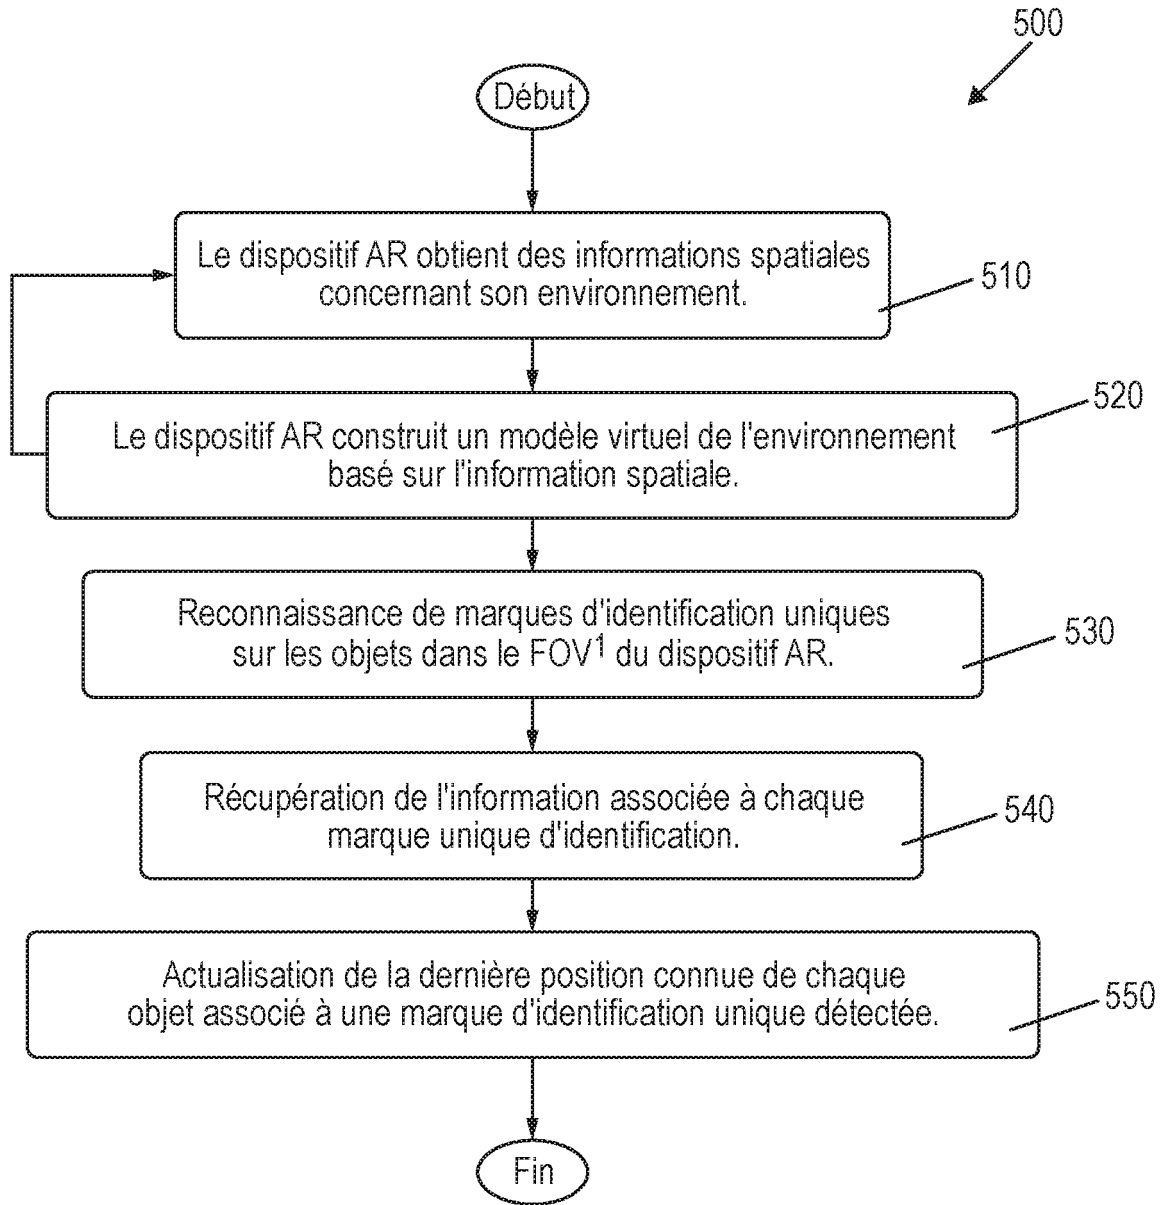 500
Début
Le dispositif AR obtient des informations spatiales
concernant son environnement.
510
520
Le dispositif AR construit un modèle virtuel de l'environnement
basé sur l'information spatiale.
Reconnaissance de marques d'identification uniques
sur les objets dans le FOV¹ du dispositif AR.
530
Récupération de l'information associée à chaque
marque unique d'identification.
540
Actualisation de la dernière position connue de chaque
objet associé à une marque d'identification unique détectée.
550
Fin